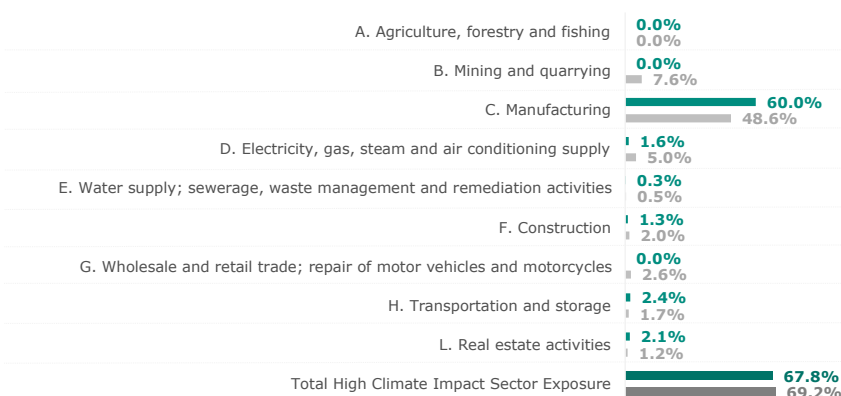 A. Agriculture, forestry and fishing
0.0%
0.0%
B. Mining and quarrying
0.0%
7.6%
C. Manufacturing
60.0%
48.6%
D. Electricity, gas, steam and air conditioning supply
1.6%
5.0%
E. Water supply; sewerage, waste management and remediation activities
0.3%
0.5%
F. Construction
1.3%
2.0%
G. Wholesale and retail trade; repair of motor vehicles and motorcycles
0.0%
2.6%
H. Transportation and storage
2.4%
1.7%
L. Real estate activities
2.1%
1.2%
Total High Climate Impact Sector Exposure
67.8%
69.2%